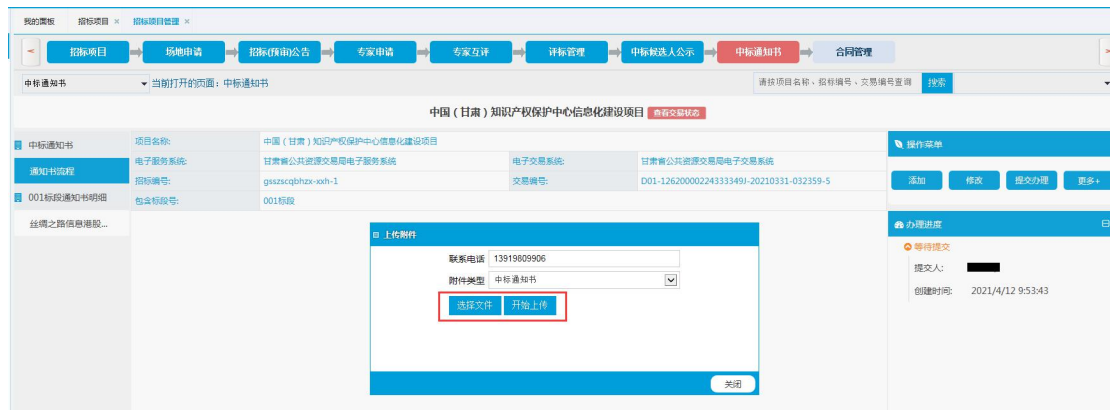 我的面板 招标项目 × 招标项目管理 ×
< 招标项目 场地申请 招标(预审)公告 专家申请 专家互评 评标管理 中标候选人公示 中标通知书 合同管理 >
中标通知书 当前打开的页面：中标通知书 请按项目名称、招标编号、交易编号查询 搜索
中国（甘肃）知识产权保护中心信息化建设项目 查看交易状态
中标通知书
通知书流程
001标段通知书明细
丝绸之路信息港股...
项目名称: 中国（甘肃）知识产权保护中心信息化建设项目
电子服务系统: 甘肃省公共资源交易局电子服务系统 电子交易系统: 甘肃省公共资源交易局电子交易系统
招标编号: gsszscqbhzx-xxh-1 交易编号: D01-12620000224333349J-20210331-032359-5
包含标段号: 001标段
上传附件
联系电话 13919809906
附件类型 中标通知书
选择文件 开始上传
关闭
操作菜单
添加 修改 提交办理 更多+
办理进度
等待提交
提交人:
创建时间: 2021/4/12 9:53:43